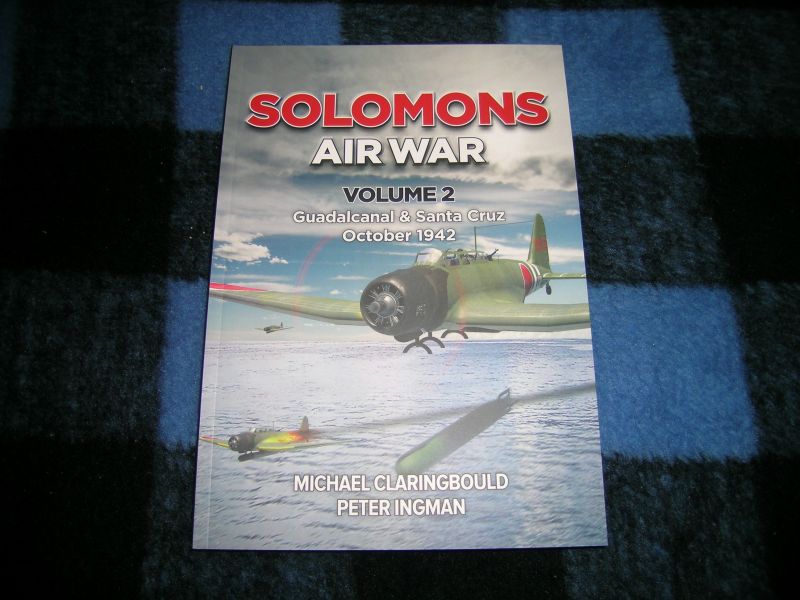 SOLOMONS
AIR WAR
VOLUME 2
Guadalcanal & Santa Cruz
October 1942
MICHAEL CLARINGBOULD
PETER INGMAN